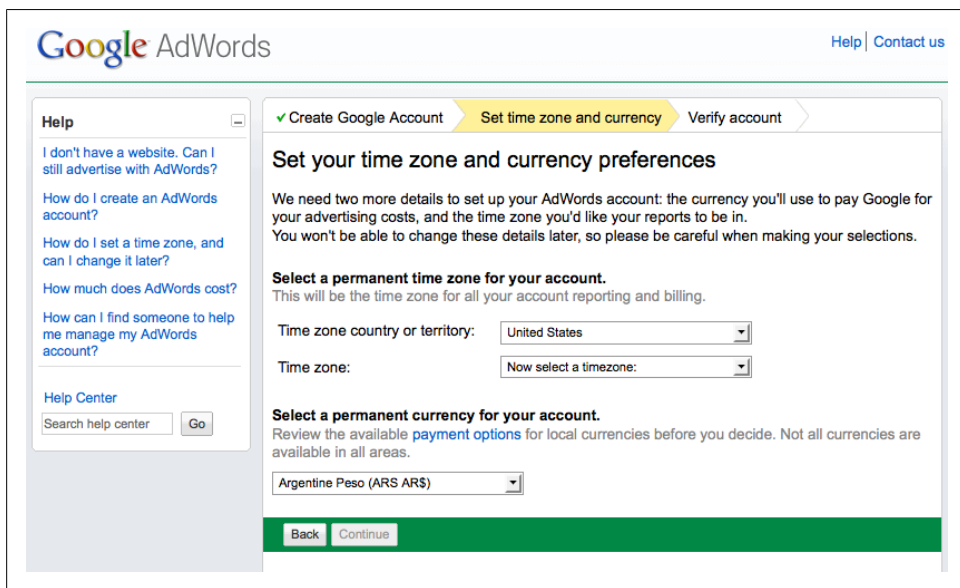 Google AdWords
Help | Contact us
Help
I don't have a website. Can I
still advertise with AdWords?
How do I create an AdWords
account?
How do I set a time zone, and
can I change it later?
How much does AdWords cost?
How can I find someone to help
me manage my AdWords
account?
Help Center
Search help center Go
Create Google Account Set time zone and currency Verify account
Set your time zone and currency preferences
We need two more details to set up your AdWords account: the currency you'll use to pay Google for
your advertising costs, and the time zone you'd like your reports to be in.
You won't be able to change these details later, so please be careful when making your selections.
Select a permanent time zone for your account.
This will be the time zone for all your account reporting and billing.
Time zone country or territory: United States
Time zone: Now select a timezone:
Select a permanent currency for your account.
Review the available payment options for local currencies before you decide. Not all currencies are
available in all areas.
Argentine Peso (ARS AR$)
Back Continue